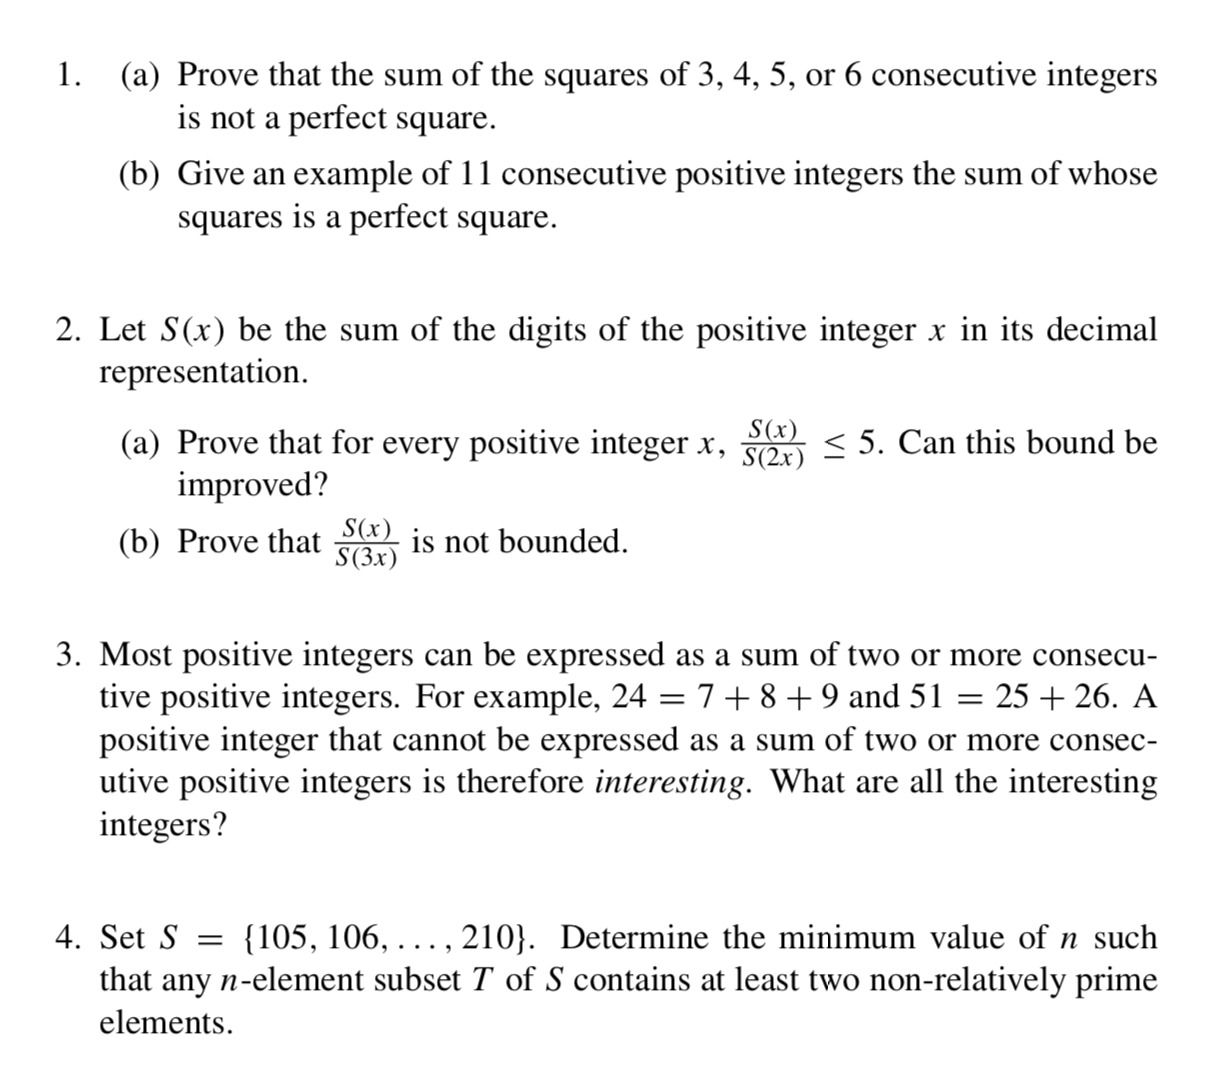 1. (a) Prove that the sum of the squares of 3, 4, 5, or 6 consecutive integers
is not a perfect square.
(b) Give an example of 11 consecutive positive integers the sum of whose
squares is a perfect square.
2. Let S(x) be the sum of the digits of the positive integer x in its decimal
representation.
(a) Prove that for every positive integer x, \frac{S(x)}{S(2x)} ≤ 5. Can this bound be
improved?
(b) Prove that \frac{S(x)}{S(3x)} is not bounded.
3. Most positive integers can be expressed as a sum of two or more consecu-
tive positive integers. For example, 24 = 7 + 8 + 9 and 51 = 25 + 26. A
positive integer that cannot be expressed as a sum of two or more consec-
utive positive integers is therefore interesting. What are all the interesting
integers?
4. Set S = {105, 106, . . . , 210}. Determine the minimum value of n such
that any n-element subset T of S contains at least two non-relatively prime
elements.